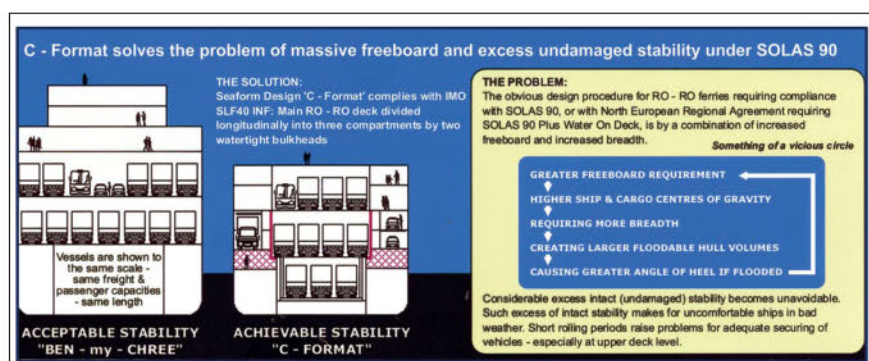 C - Format solves the problem of massive freeboard and excess undamaged stability under SOLAS 90
THE SOLUTION:
Seaform Design 'C - Format' complies with IMO
SLF40 INF: Main RO - RO deck divided
longitudinally into three compartments by two
watertight bulkheads
Vessels are shown to
the same scale -
same freight &
passenger capacities
- same length
ACCEPTABLE STABILITY
"BEN - my - CHREE"
ACHIEVABLE STABILITY
"C - FORMAT"
THE PROBLEM:
The obvious design procedure for RO - RO ferries requiring compliance
with SOLAS 90, or with North European Regional Agreement requiring
SOLAS 90 Plus Water On Deck, is by a combination of increased
freeboard and increased breadth.
Something of a vicious circle
GREATER FREEBOARD REQUIREMENT
HIGHER SHIP & CARGO CENTRES OF GRAVITY
REQUIRING MORE BREADTH
CREATING LARGER FLOODABLE HULL VOLUMES
CAUSING GREATER ANGLE OF HEEL IF FLOODED
Considerable excess intact (undamaged) stability becomes unavoidable.
Such excess of intact stability makes for uncomfortable ships in bad
weather. Short rolling periods raise problems for adequate securing of
vehicles - especially at upper deck level.